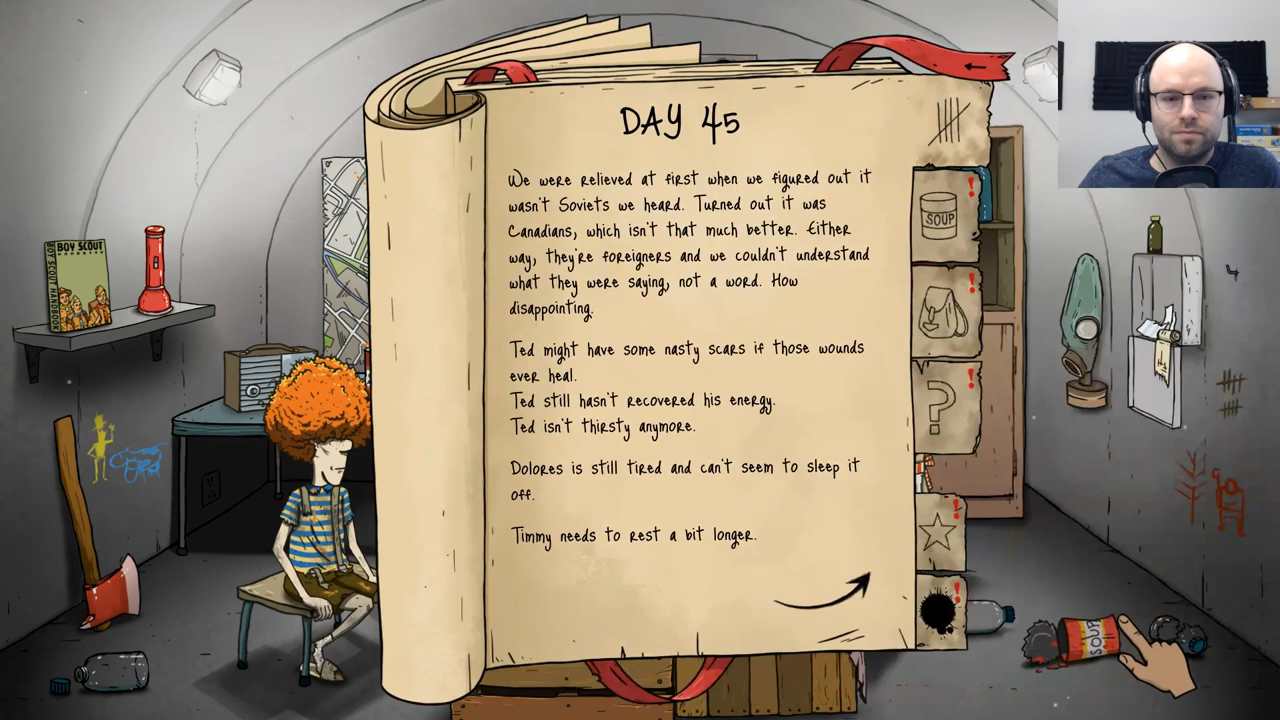 DAY 45
We were relieved at first when we figured out it
wasn't Soviets we heard. Turned out it was
Canadians, which isn't that much better. Either
way, they're foreigners and we couldn't understand
what they were saying, not a word. How
disappointing.
Ted might have some nasty scars if those wounds
ever heal.
Ted still hasn't recovered his energy.
Ted isn't thirsty anymore.
Dolores is still tired and can't seem to sleep it
off.
Timmy needs to rest a bit longer.
SOUP
!
!
?
!
!
!
BOY SCOUT
HANDBOOK
BOY SCOUT HANDBOOK
SOUP